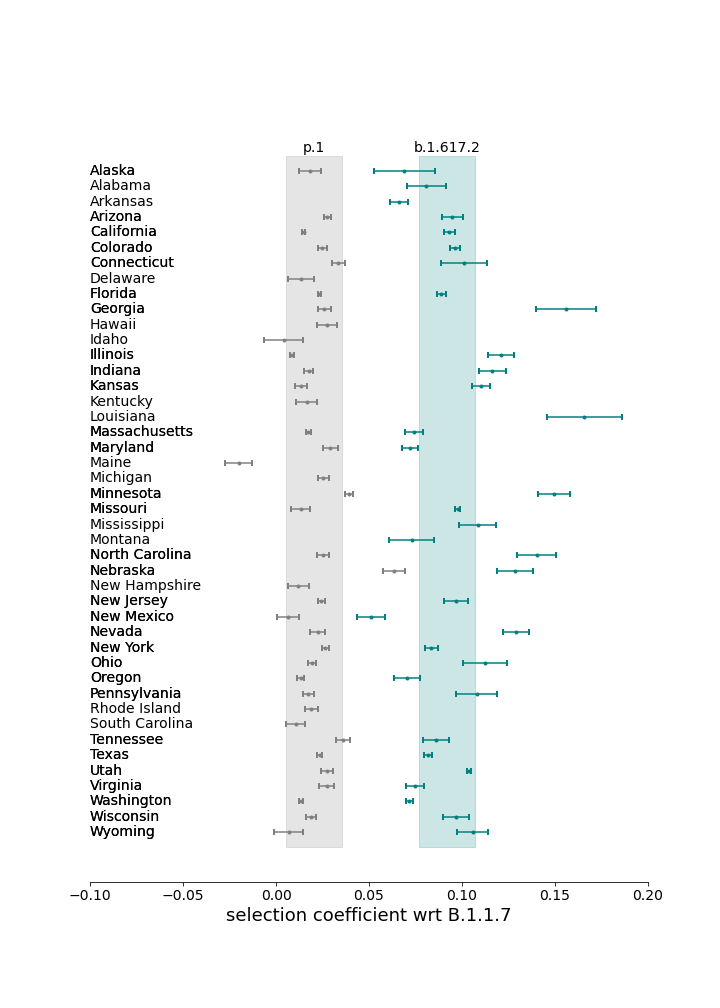 p.1 b.1.617.2
Alaska
Alabama
Arkansas
Arizona
California
Colorado
Connecticut
Delaware
Florida
Georgia
Hawaii
Idaho
Illinois
Indiana
Kansas
Kentucky
Louisiana
Massachusetts
Maryland
Maine
Michigan
Minnesota
Missouri
Mississippi
Montana
North Carolina
Nebraska
New Hampshire
New Jersey
New Mexico
Nevada
New York
Ohio
Oregon
Pennsylvania
Rhode Island
South Carolina
Tennessee
Texas
Utah
Virginia
Washington
Wisconsin
Wyoming
−0.10 −0.05 0.00 0.05 0.10 0.15 0.20
selection coefficient wrt B.1.1.7